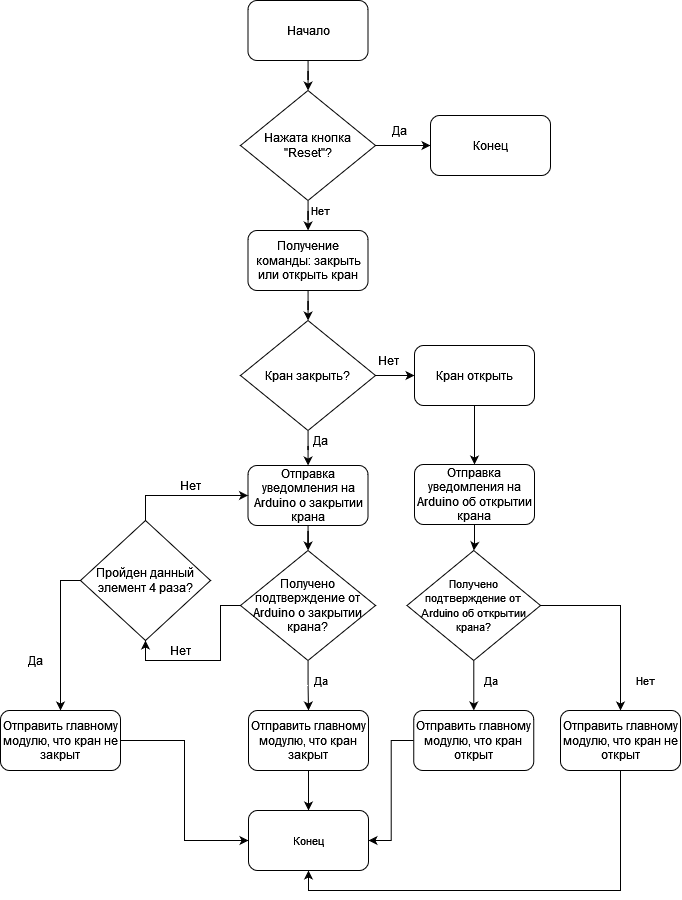 Начало
Нажата кнопка
"Reset"?
Да
Конец
Нет
Получение
команды: закрыть
или открыть кран
Кран закрыть?
Нет
Кран открыть
Да
Отправка
уведомления на
Arduino о закрытии
крана
Отправка
уведомления на
Arduino об открытии
крана
Нет
Пройден данный
элемент 4 раза?
Получено
подтверждение от
Arduino о закрытии
крана?
Получено
подтверждение от
Arduino об открытии
крана?
Нет
Да
Да
Да
Нет
Отправить главному
модулю, что кран не
закрыт
Отправить главному
модулю, что кран
закрыт
Отправить главному
модулю, что кран
открыт
Отправить главному
модулю, что кран не
открыт
Конец